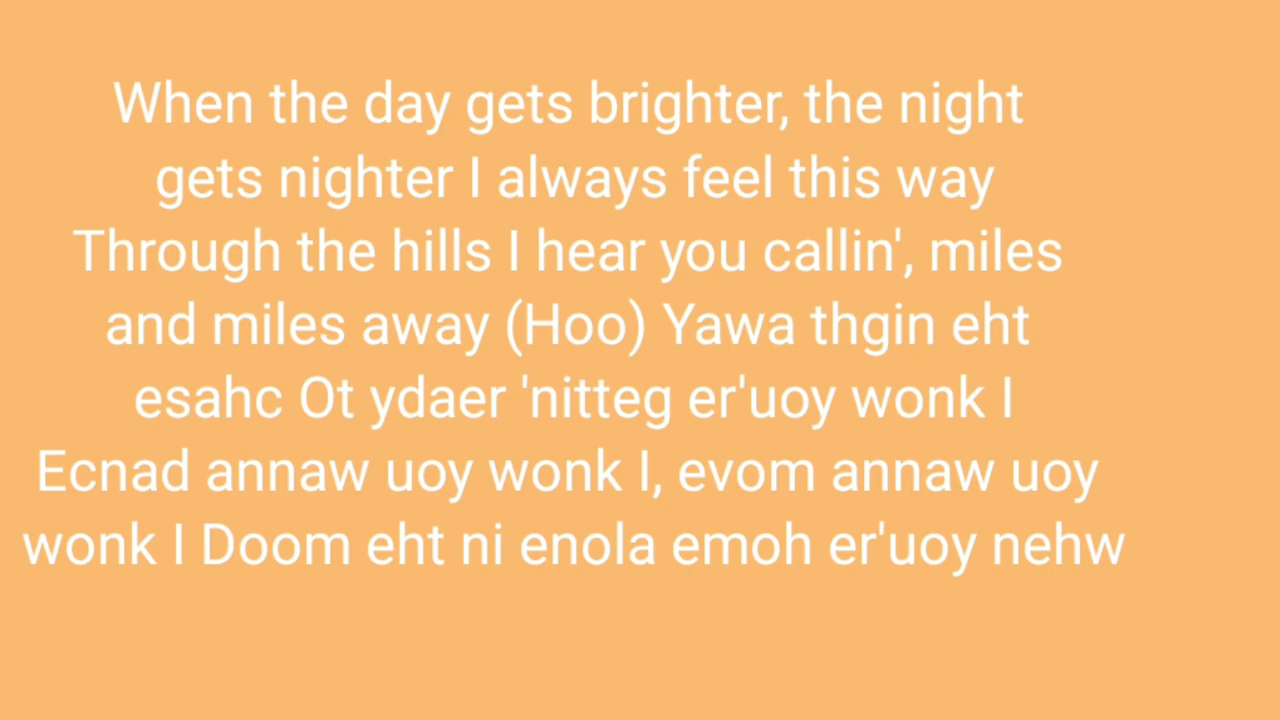 When the day gets brighter, the night
gets nighter I always feel this way
Through the hills I hear you callin', miles
and miles away (Hoo) Yawa thgin eht
esahc Ot ydaer 'nitteg er'uoy wonk I
Ecnad annaw uoy wonk I, evom annaw uoy
wonk I Doom eht ni enola emoh er'uoy nehw